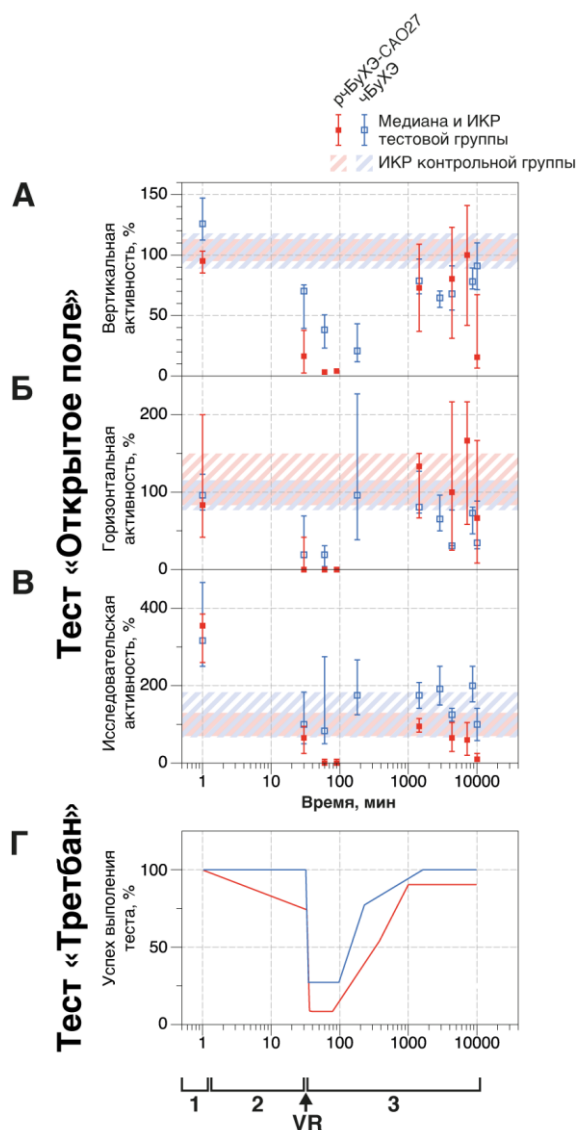 рчБуХЭ-САО27
чБуХЭ
Медиана и ИКР
тестовой группы
ИКР контрольной группы
А
150
100
50
0
Вертикальная
активность, %
Б
200
100
0
Горизонтальная
активность, %
Тест «Открытое поле»
В
400
200
0
Исследовательская
активность, %
1 10 100 1000 10000
Время, мин
Г
Тест «Третбан»
100
50
0
Успех выполения
теста, %
1 10 100 1000 10000
1 2 3
VR